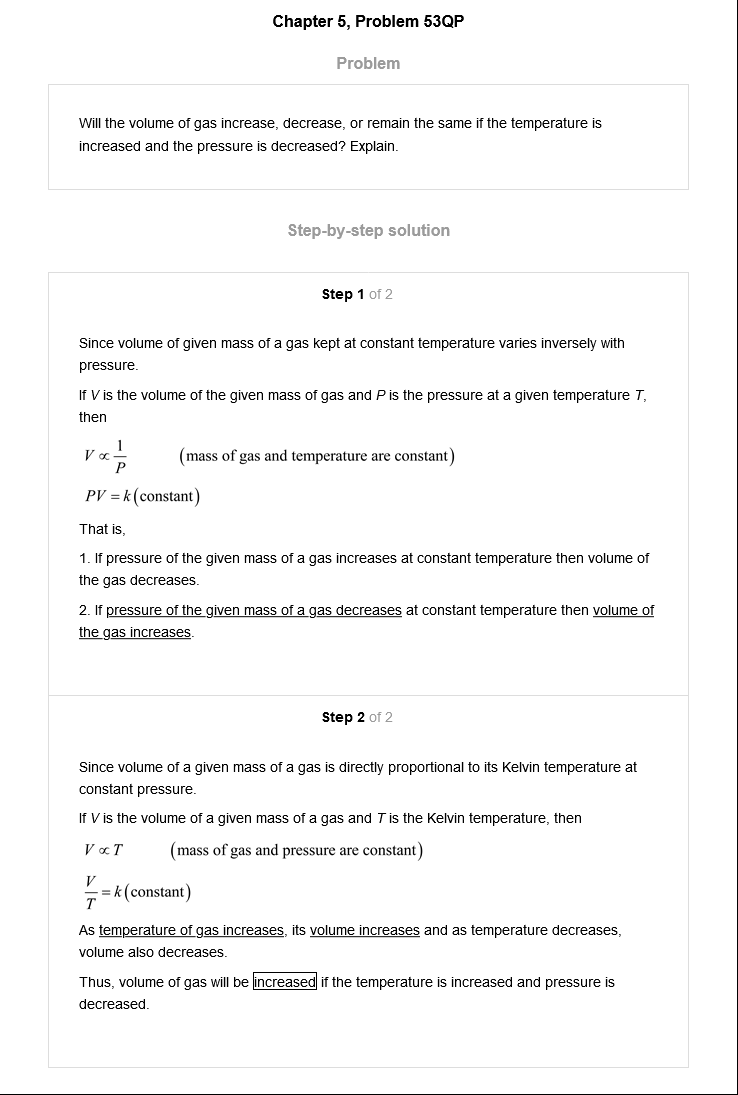 Chapter 5, Problem 53QP
Problem
Will the volume of gas increase, decrease, or remain the same if the temperature is
increased and the pressure is decreased? Explain.
Step-by-step solution
Step 1 of 2
Since volume of given mass of a gas kept at constant temperature varies inversely with
pressure.
If V is the volume of the given mass of gas and P is the pressure at a given temperature T,
then
V ∝ 1/P (mass of gas and temperature are constant)
PV = k (constant)
That is,
1. If pressure of the given mass of a gas increases at constant temperature then volume of
the gas decreases.
2. If pressure of the given mass of a gas decreases at constant temperature then volume of
the gas increases.
Step 2 of 2
Since volume of a given mass of a gas is directly proportional to its Kelvin temperature at
constant pressure.
If V is the volume of a given mass of a gas and T is the Kelvin temperature, then
V ∝ T (mass of gas and pressure are constant)
V/T = k (constant)
As temperature of gas increases, its volume increases and as temperature decreases,
volume also decreases.
Thus, volume of gas will be increased if the temperature is increased and pressure is
decreased.